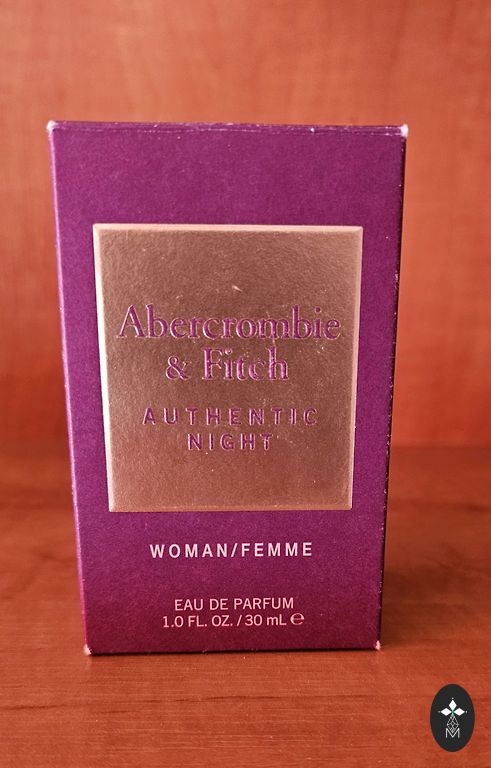 Abercrombie
& Fitch
AUTHENTIC
NIGHT
WOMAN/FEMME
EAU DE PARFUM
1.0 FL. OZ. / 30 mL ℮
M